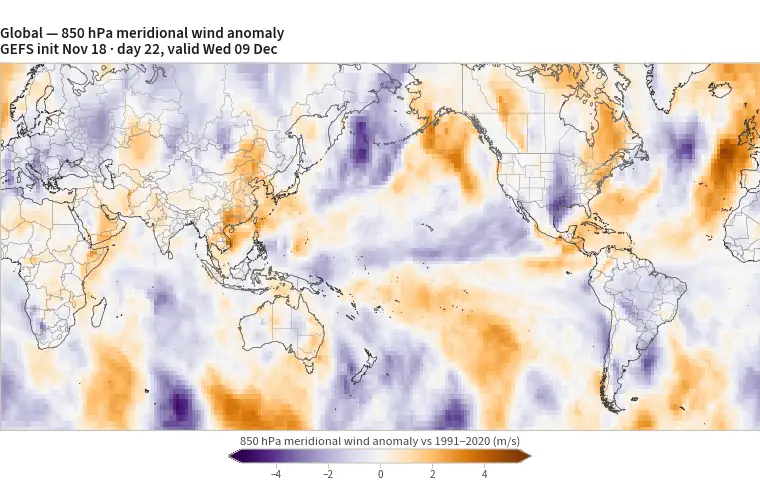 Global — 850 hPa meridional wind anomaly
GEFS init Nov 18 · day 22, valid Wed 09 Dec
850 hPa meridional wind anomaly vs 1991–2020 (m/s)
−4 −2 0 2 4